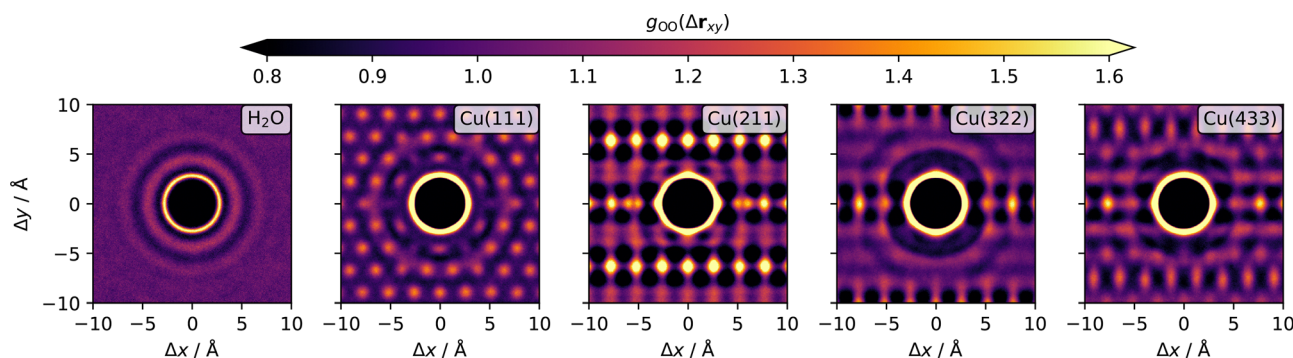 g_OO(Δr_xy)
0.8 0.9 1.0 1.1 1.2 1.3 1.4 1.5 1.6
H₂O Cu(111) Cu(211) Cu(322) Cu(433)
10
5
0
−5
−10
Δy / Å
−10 −5 0 5 10 −10 −5 0 5 10 −10 −5 0 5 10 −10 −5 0 5 10 −10 −5 0 5 10
Δx / Å Δx / Å Δx / Å Δx / Å Δx / Å